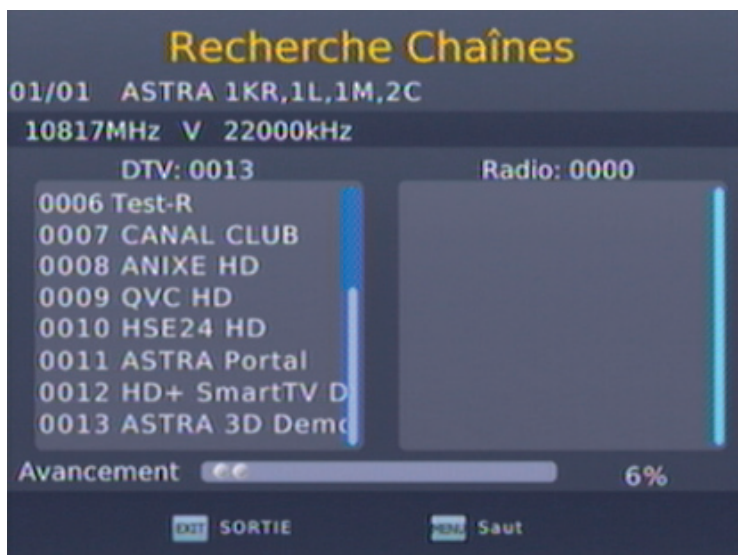 Recherche Chaînes
01/01 ASTRA 1KR,1L,1M,2C
10817MHz V 22000kHz
DTV: 0013
Radio: 0000
0006 Test-R
0007 CANAL CLUB
0008 ANIXE HD
0009 QVC HD
0010 HSE24 HD
0011 ASTRA Portal
0012 HD+ SmartTV D
0013 ASTRA 3D Demo
Avancement
6%
EXIT SORTIE
MENU Saut